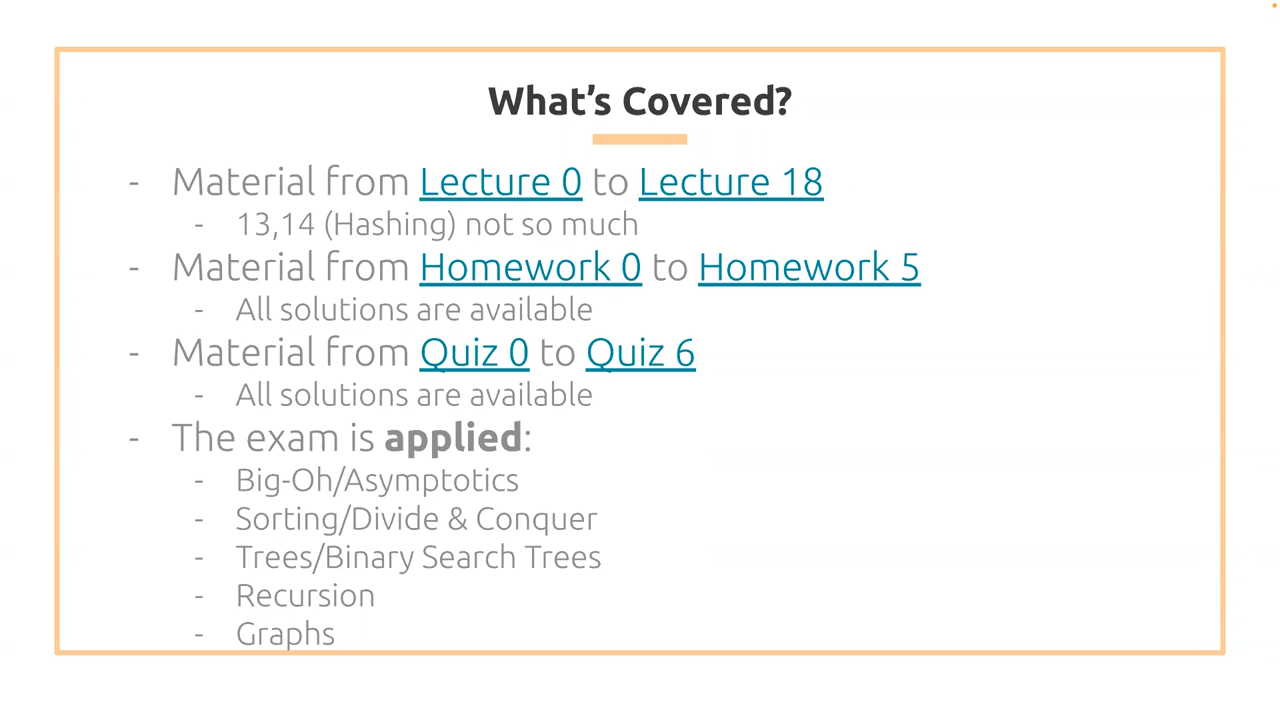 What's Covered?
- Material from Lecture 0 to Lecture 18
- 13,14 (Hashing) not so much
- Material from Homework 0 to Homework 5
- All solutions are available
- Material from Quiz 0 to Quiz 6
- All solutions are available
- The exam is applied:
- Big-Oh/Asymptotics
- Sorting/Divide & Conquer
- Trees/Binary Search Trees
- Recursion
- Graphs